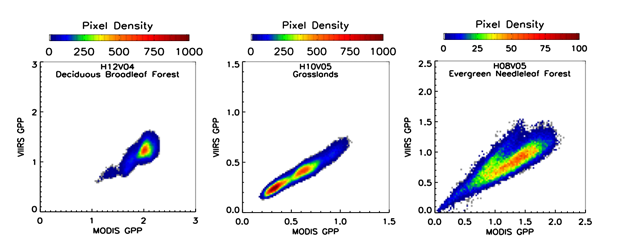 Pixel Density
0 250 500 750 1000
H12V04
Deciduous Broadleaf Forest
VIIRS GPP
3
2
1
0
0 1 2 3
MODIS GPP
Pixel Density
0 250 500 750 1000
H10V05
Grasslands
VIIRS GPP
1.5
1.0
0.5
0.0
0.0 0.5 1.0 1.5
MODIS GPP
Pixel Density
0 25 50 75 100
H08V05
Evergreen Needleleaf Forest
VIIRS GPP
2.5
2.0
1.5
1.0
0.5
0.0
0.0 0.5 1.0 1.5 2.0 2.5
MODIS GPP